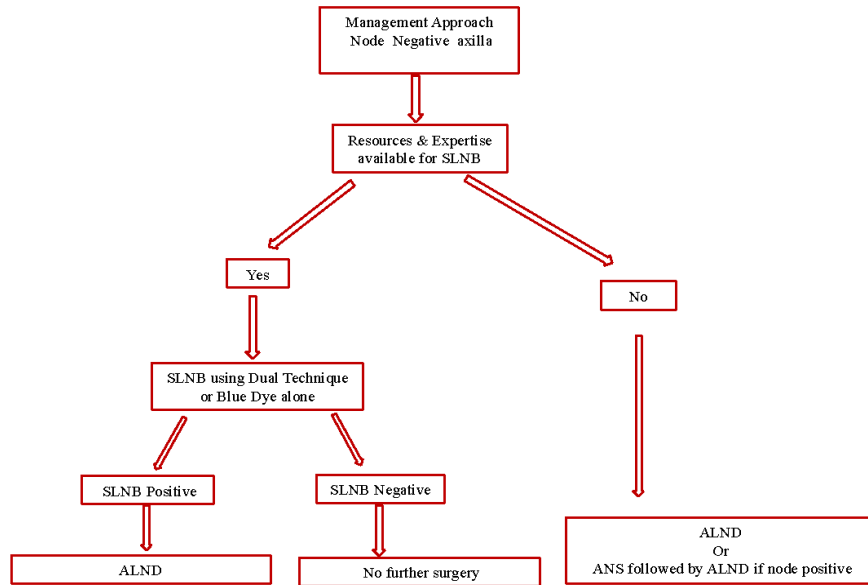 Management Approach
Node Negative axilla
Resources & Expertise
available for SLNB
Yes
No
SLNB using Dual Technique
or Blue Dye alone
SLNB Positive
SLNB Negative
ALND
No further surgery
ALND
Or
ANS followed by ALND if node positive